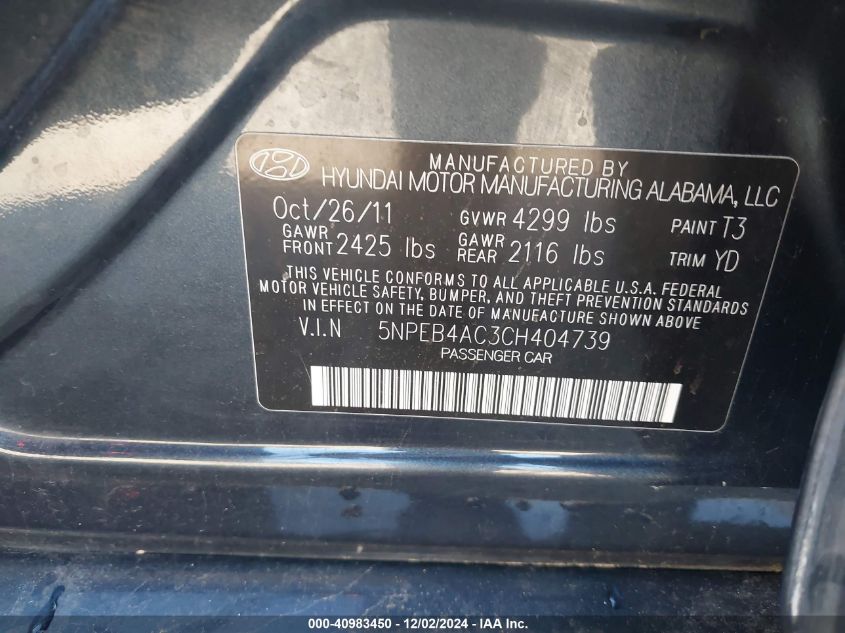 MANUFACTURED BY
HYUNDAI MOTOR MANUFACTURING ALABAMA, LLC
Oct/26/11 GVWR 4299 lbs PAINT T3
GAWR FRONT 2425 lbs GAWR REAR 2116 lbs TRIM YD
THIS VEHICLE CONFORMS TO ALL APPLICABLE U.S.A. FEDERAL
MOTOR VEHICLE SAFETY, BUMPER, AND THEFT PREVENTION STANDARDS
IN EFFECT ON THE DATE OF MANUFACTURE SHOWN ABOVE
V.I.N 5NPEB4AC3CH404739
PASSENGER CAR
000-40983450 - 12/02/2024 - IAA Inc.